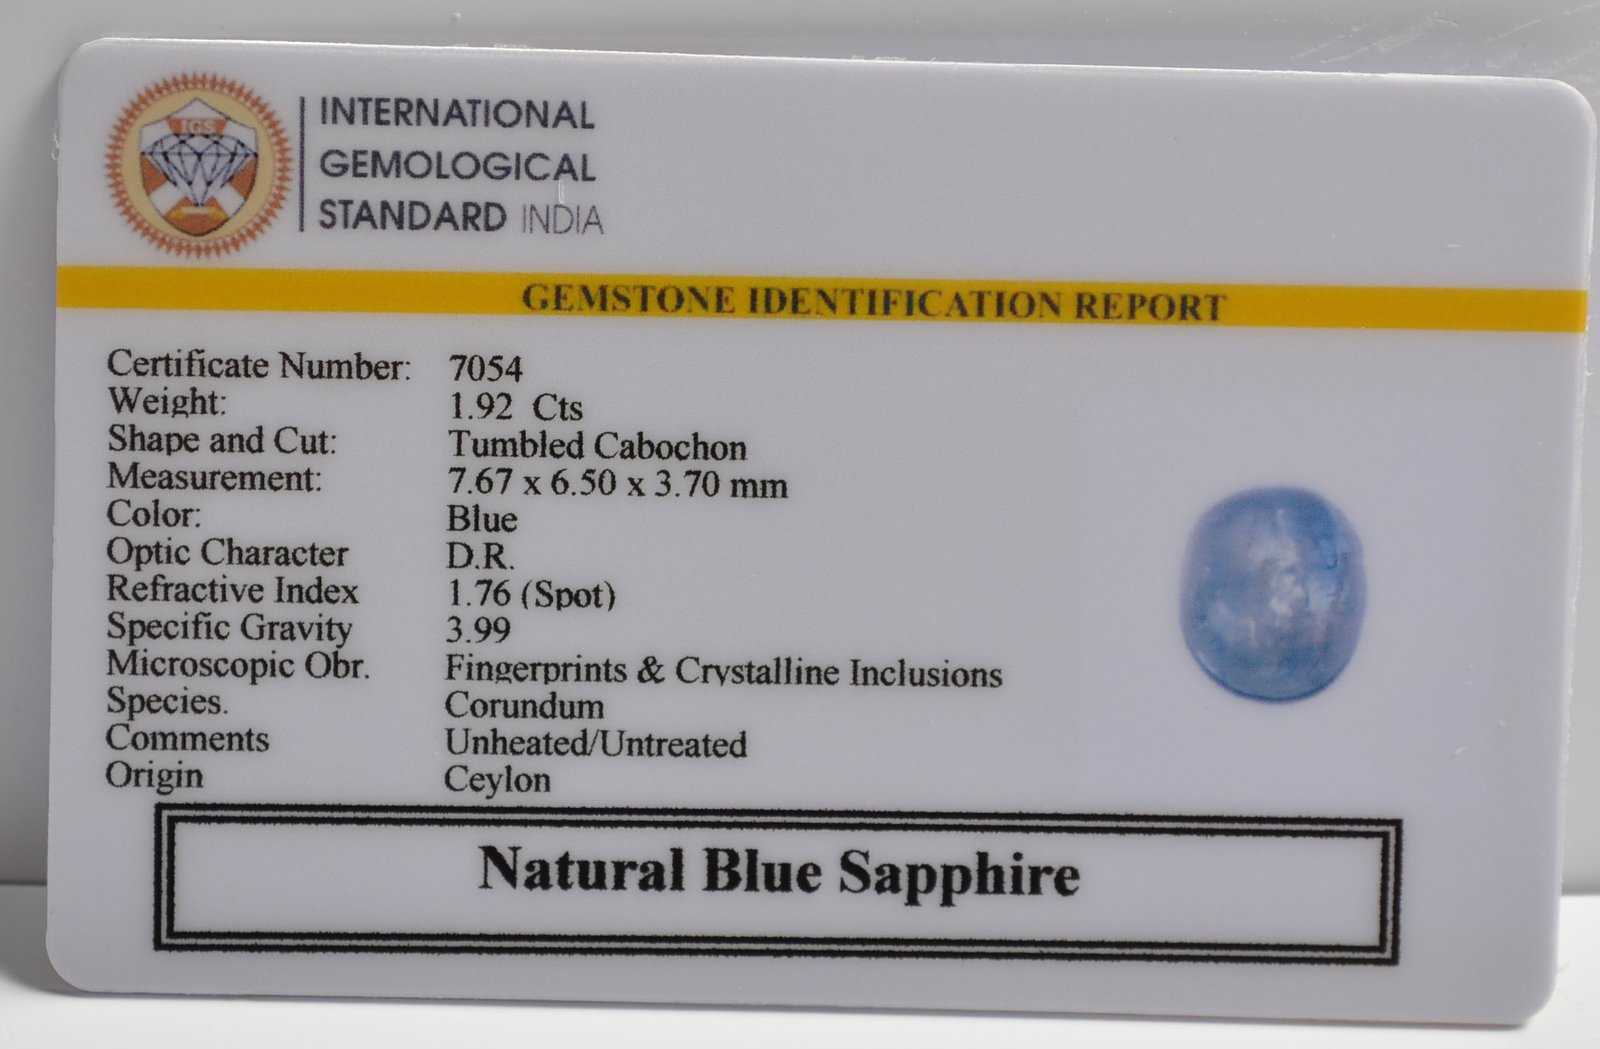 IGS
INTERNATIONAL
GEMOLOGICAL
STANDARD INDIA
GEMSTONE IDENTIFICATION REPORT
Certificate Number: 7054
Weight: 1.92 Cts
Shape and Cut: Tumbled Cabochon
Measurement: 7.67 x 6.50 x 3.70 mm
Color: Blue
Optic Character D.R.
Refractive Index 1.76 (Spot)
Specific Gravity 3.99
Microscopic Obr. Fingerprints & Crystalline Inclusions
Species. Corundum
Comments Unheated/Untreated
Origin Ceylon
Natural Blue Sapphire